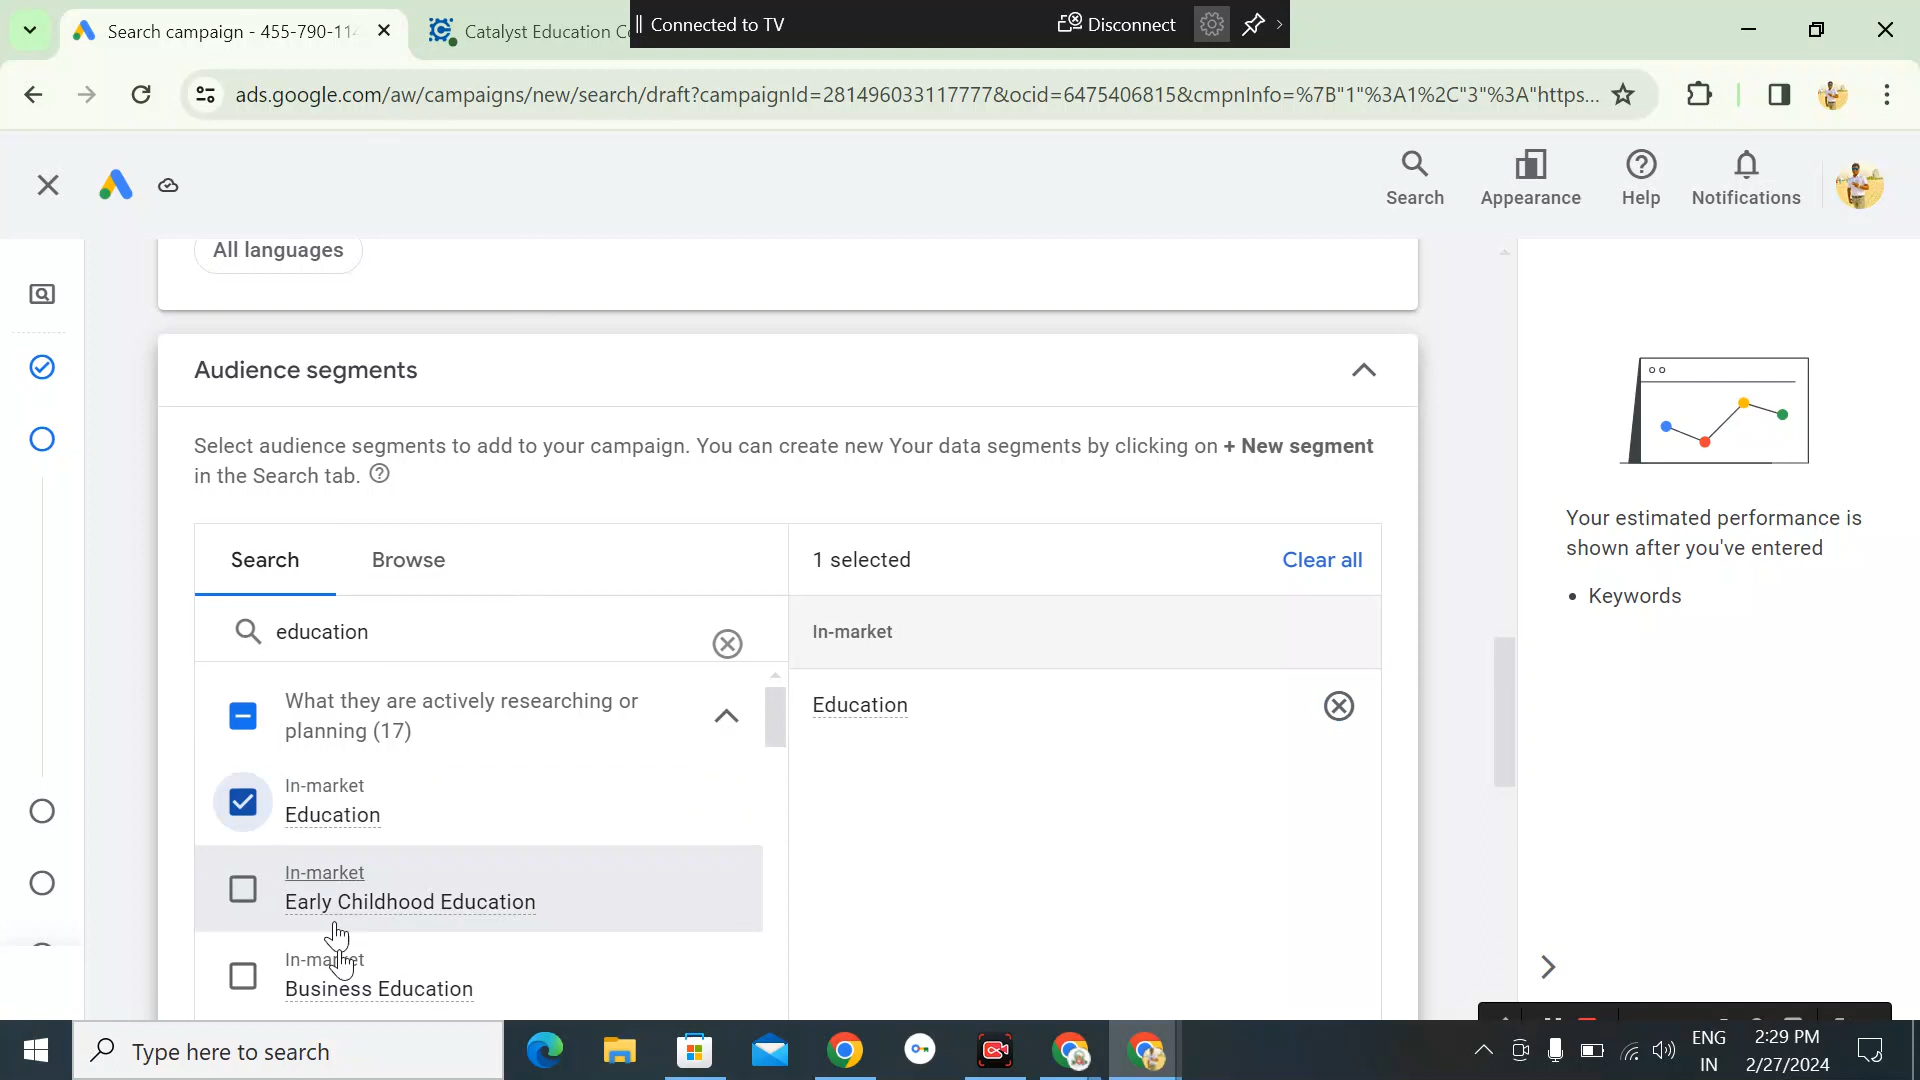 Search campaign - 455-790-114
Catalyst Education Co
Connected to TV
Disconnect
ads.google.com/aw/campaigns/new/search/draft?campaignId=281496033117777&ocid=6475406815&cmpnInfo=%7B"1"%3A1%2C"3"%3A"https...
Search
Appearance
Help
Notifications
All languages
Audience segments
Select audience segments to add to your campaign. You can create new Your data segments by clicking on + New segment
in the Search tab.
Search
Browse
1 selected
Clear all
education
In-market
What they are actively researching or
planning (17)
Education
In-market
Education
In-market
Early Childhood Education
In-market
Business Education
Your estimated performance is
shown after you've entered
• Keywords
Type here to search
ENG
IN
2:29 PM
2/27/2024